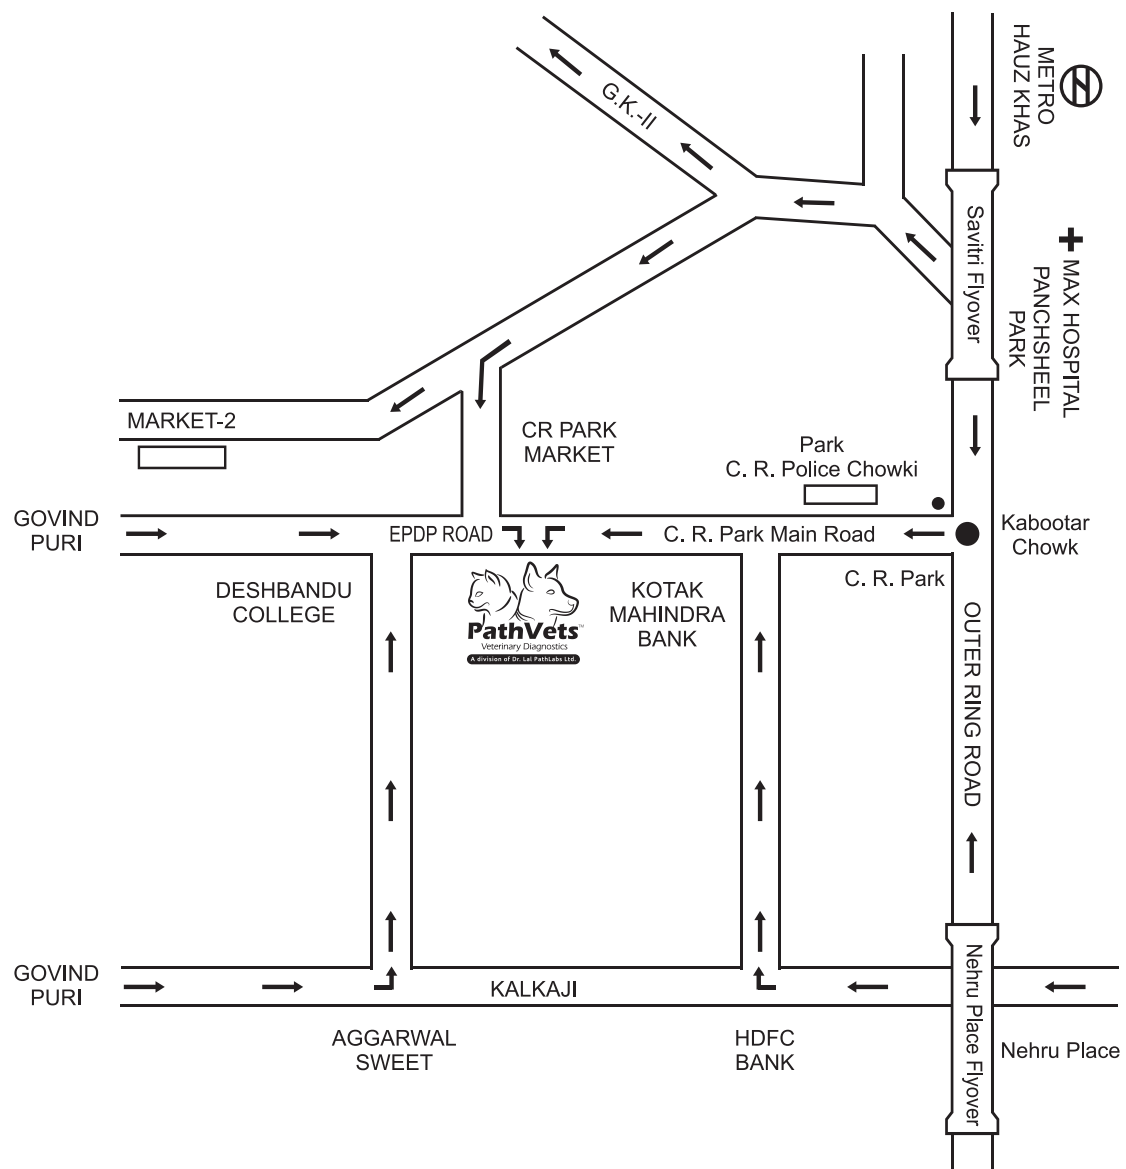 METRO
HAUZ KHAS
G.K.-II
Savitri Flyover
MAX HOSPITAL
PANCHSHEEL
PARK
MARKET-2
CR PARK
MARKET
Park
C. R. Police Chowki
GOVIND
PURI
EPDP ROAD
C. R. Park Main Road
Kabootar
Chowk
DESHBANDU
COLLEGE
PathVets™
Veterinary Diagnostics
A division of Dr. Lal PathLabs Ltd.
KOTAK
MAHINDRA
BANK
C. R. Park
OUTER RING ROAD
GOVIND
PURI
KALKAJI
Nehru Place Flyover
AGGARWAL
SWEET
HDFC
BANK
Nehru Place